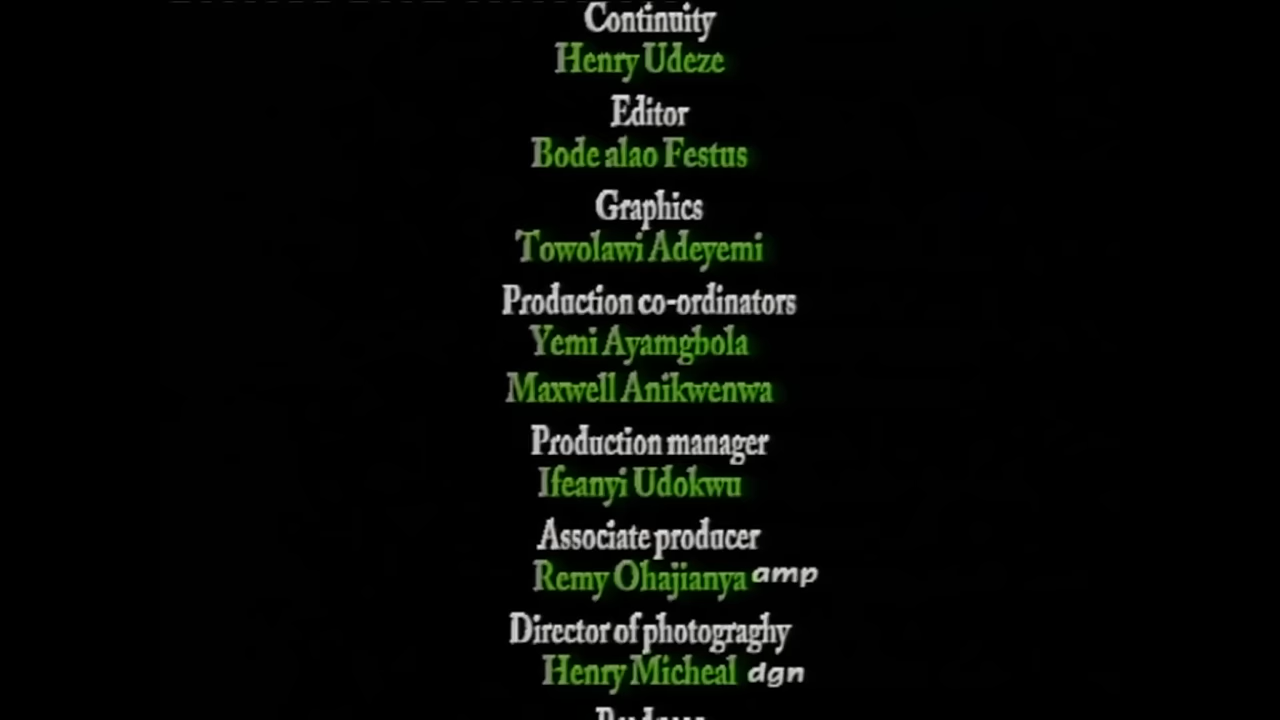 Continuity
Henry Udeze
Editor
Bode alao Festus
Graphics
Towolawi Adeyemi
Production co-ordinators
Yemi Ayamgbola
Maxwell Anikwenwa
Production manager
Ifeanyi Udokwu
Associate producer
Remy Ohajianya amp
Director of photograghy
Henry Micheal dgn